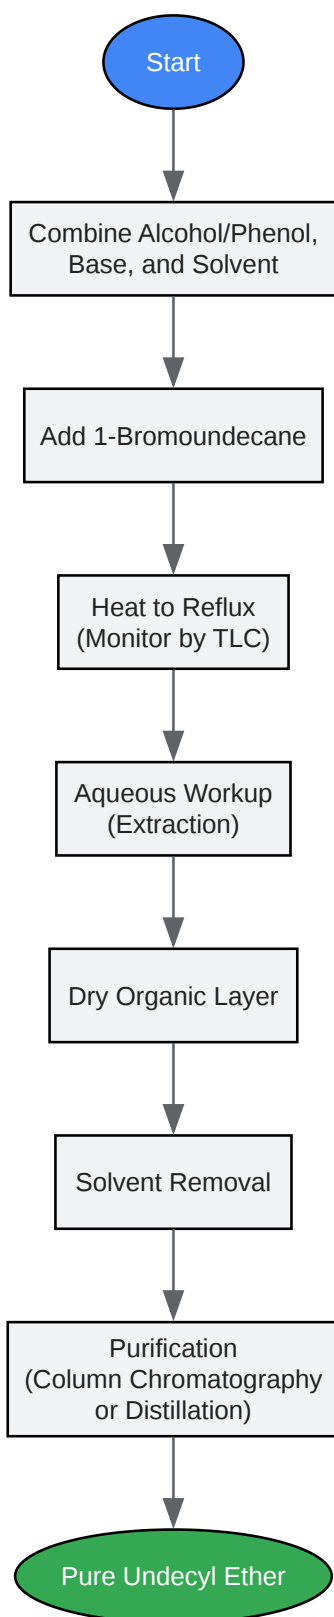 Start
Combine Alcohol/Phenol,
Base, and Solvent
Add 1-Bromoundecane
Heat to Reflux
(Monitor by TLC)
Aqueous Workup
(Extraction)
Dry Organic Layer
Solvent Removal
Purification
(Column Chromatography
or Distillation)
Pure Undecyl Ether